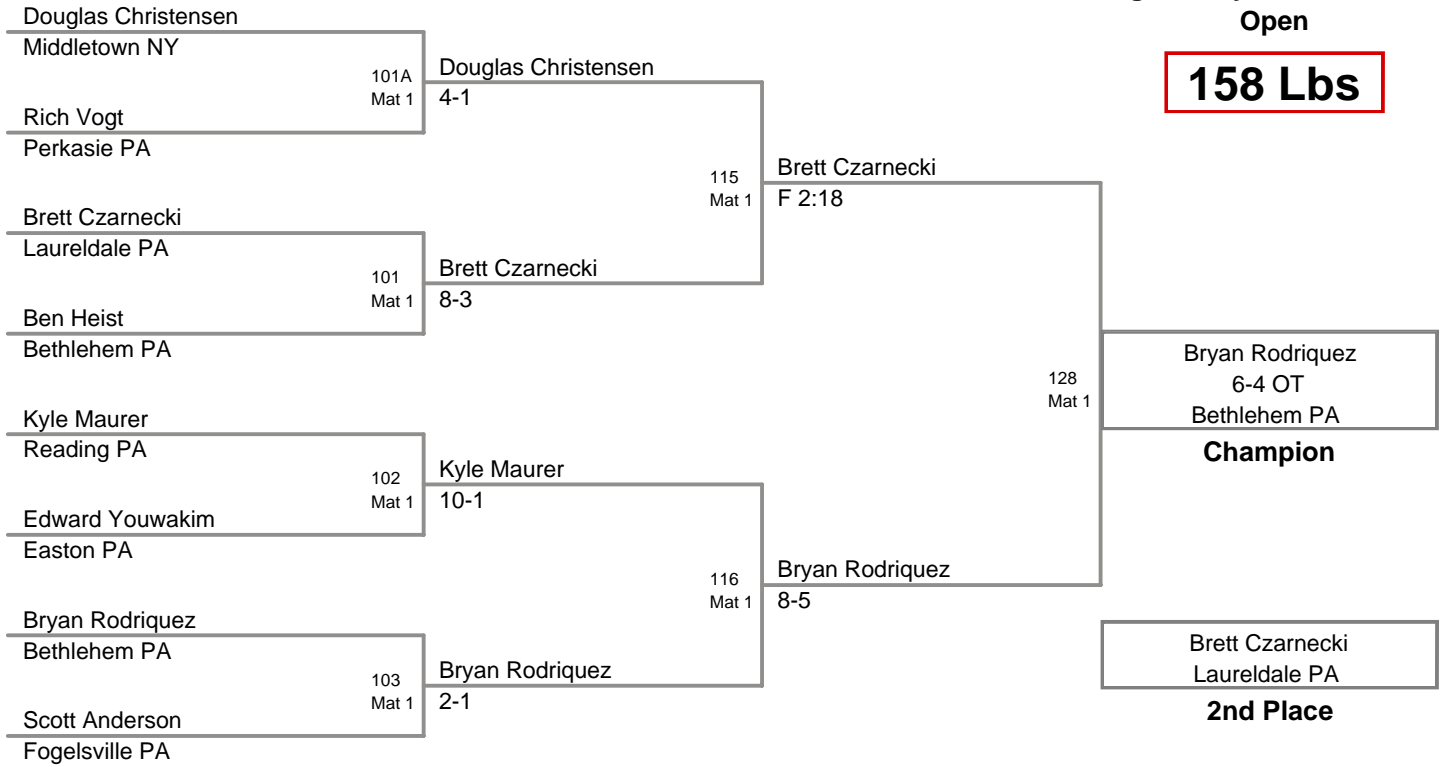 Open
158 Lbs
Douglas Christensen
Middletown NY
101A
Mat 1
Rich Vogt
Perkasie PA
Douglas Christensen
4-1
Brett Czarnecki
Laureldale PA
101
Mat 1
Ben Heist
Bethlehem PA
Brett Czarnecki
8-3
115
Mat 1
Brett Czarnecki
F 2:18
Kyle Maurer
Reading PA
102
Mat 1
Edward Youwakim
Easton PA
Kyle Maurer
10-1
Bryan Rodriquez
Bethlehem PA
103
Mat 1
Scott Anderson
Fogelsville PA
Bryan Rodriquez
2-1
116
Mat 1
Bryan Rodriquez
8-5
128
Mat 1
Bryan Rodriquez
6-4 OT
Bethlehem PA
Champion
Brett Czarnecki
Laureldale PA
2nd Place